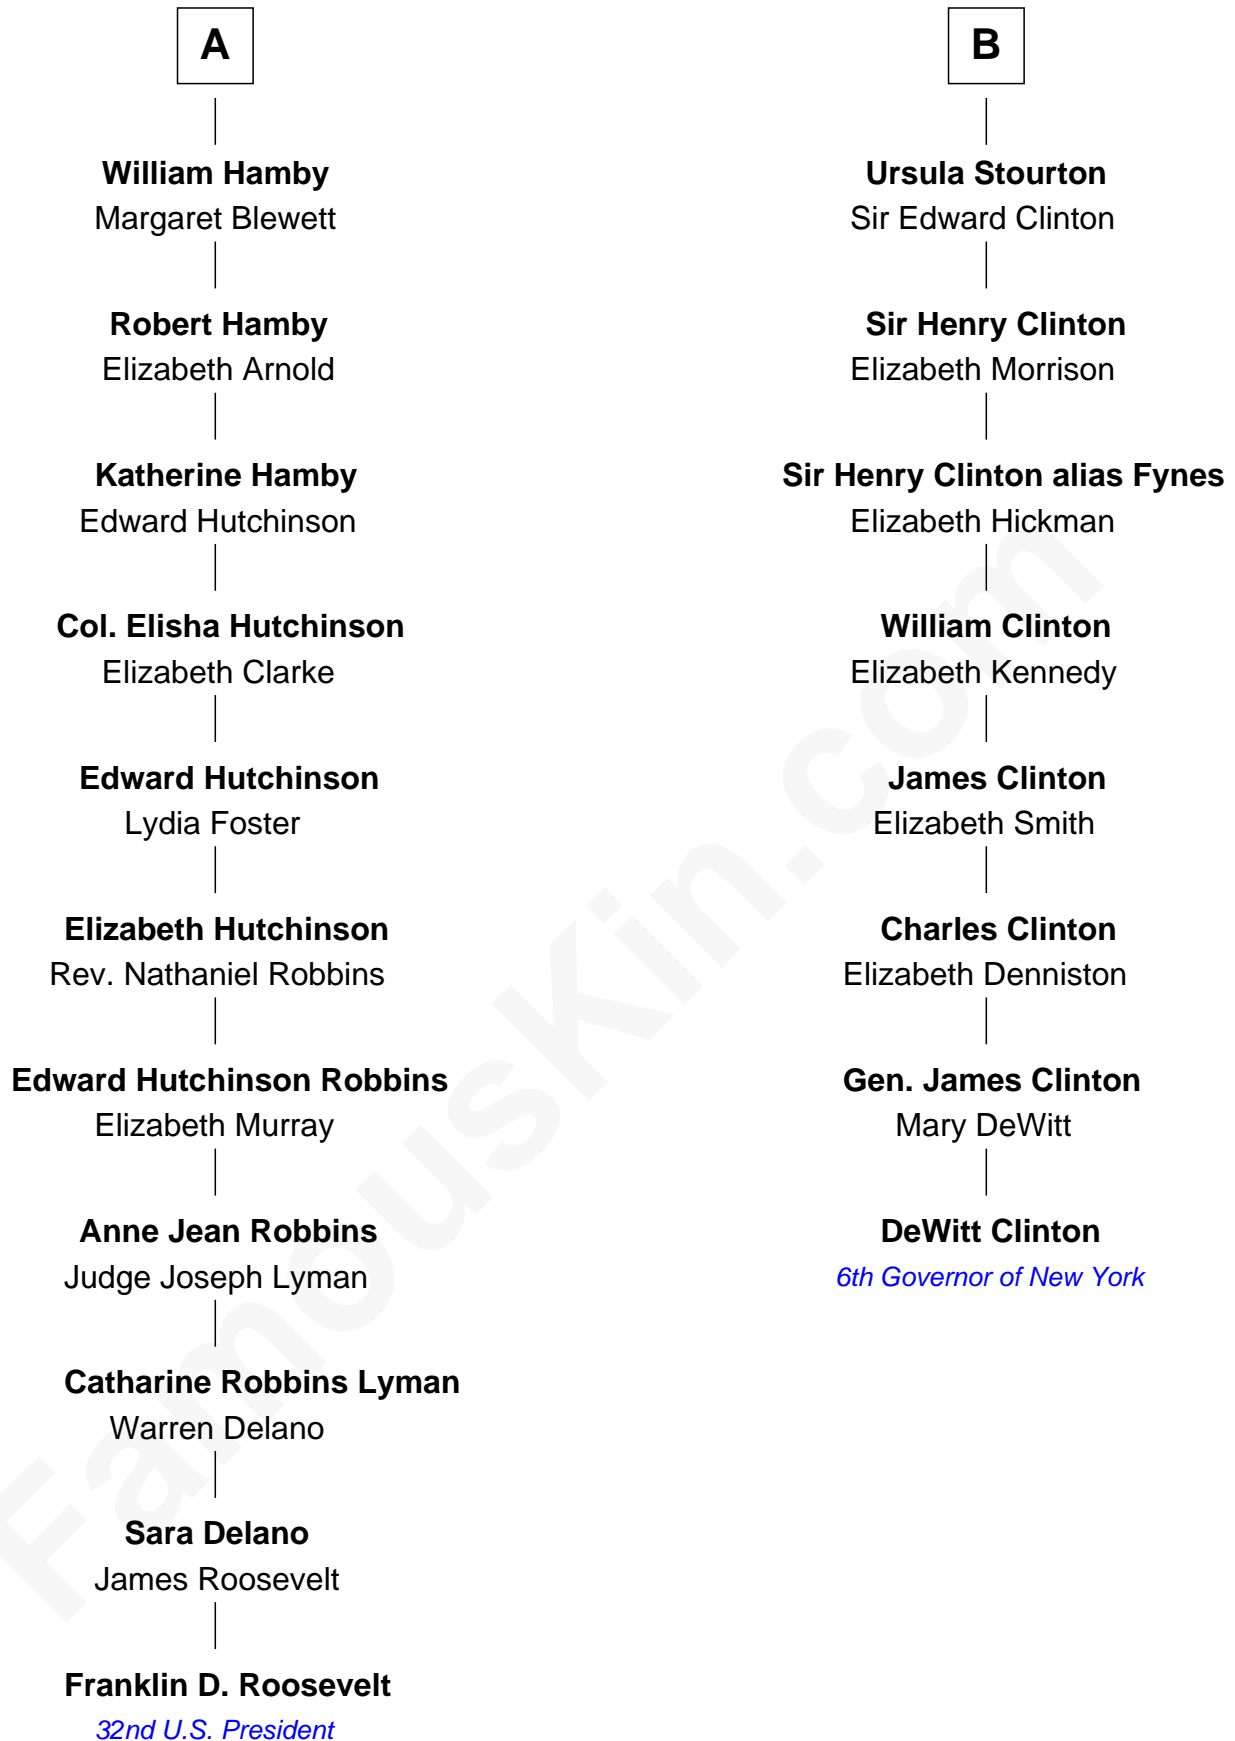 A
William Hamby
Margaret Blewett
Robert Hamby
Elizabeth Arnold
Katherine Hamby
Edward Hutchinson
Col. Elisha Hutchinson
Elizabeth Clarke
Edward Hutchinson
Lydia Foster
Elizabeth Hutchinson
Rev. Nathaniel Robbins
Edward Hutchinson Robbins
Elizabeth Murray
Anne Jean Robbins
Judge Joseph Lyman
Catharine Robbins Lyman
Warren Delano
Sara Delano
James Roosevelt
Franklin D. Roosevelt
32nd U.S. President
B
Ursula Stourton
Sir Edward Clinton
Sir Henry Clinton
Elizabeth Morrison
Sir Henry Clinton alias Fynes
Elizabeth Hickman
William Clinton
Elizabeth Kennedy
James Clinton
Elizabeth Smith
Charles Clinton
Elizabeth Denniston
Gen. James Clinton
Mary DeWitt
DeWitt Clinton
6th Governor of New York
FamousKin.com